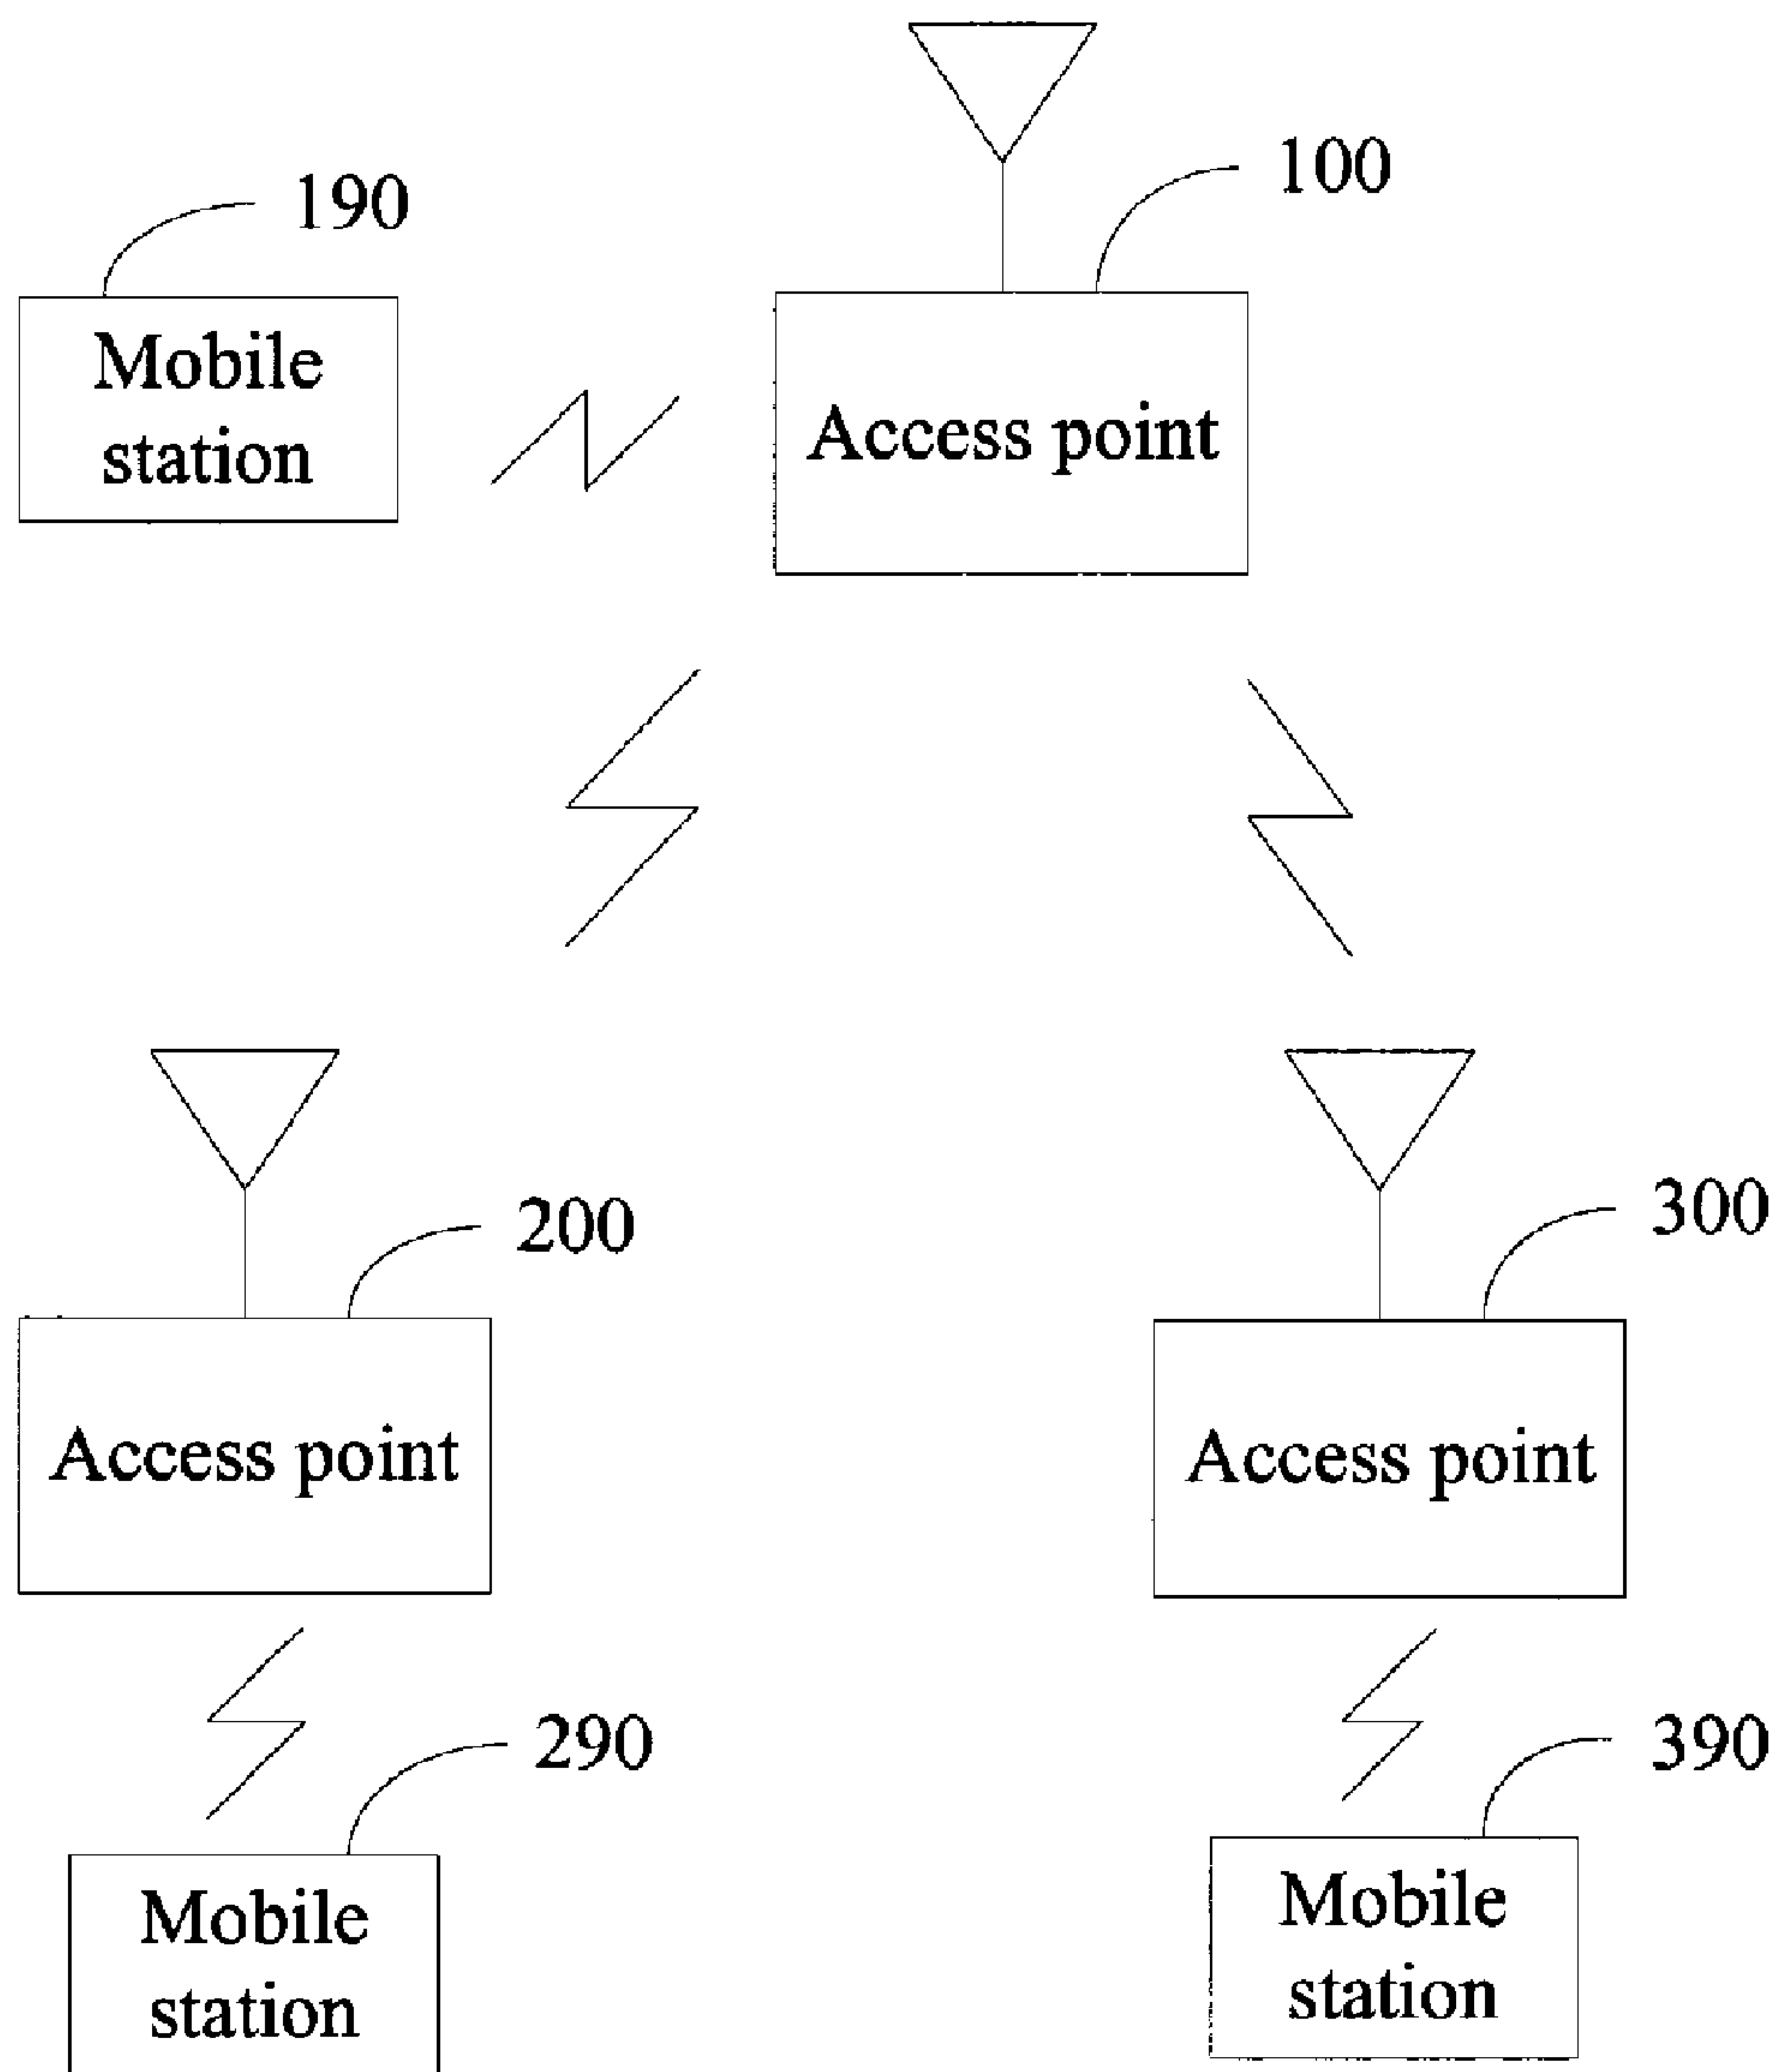 100
190
Mobile
station
Access point
200
300
Access point
Access point
290
390
Mobile
station
Mobile
station